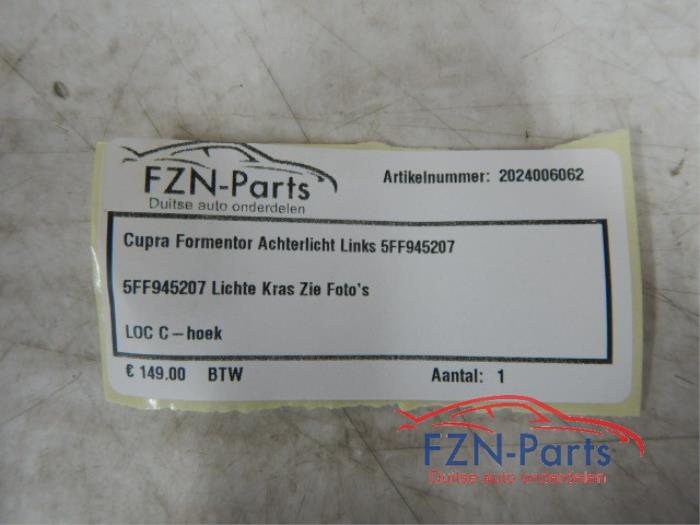 FZN-Parts
Duitse auto onderdelen
Artikelnummer: 2024006062
Cupra Formentor Achterlicht Links 5FF945207
5FF945207 Lichte Kras Zie Foto's
LOC C-hoek
€ 149.00 BTW
Aantal: 1
FZN-Parts
Duitse auto onderdelen